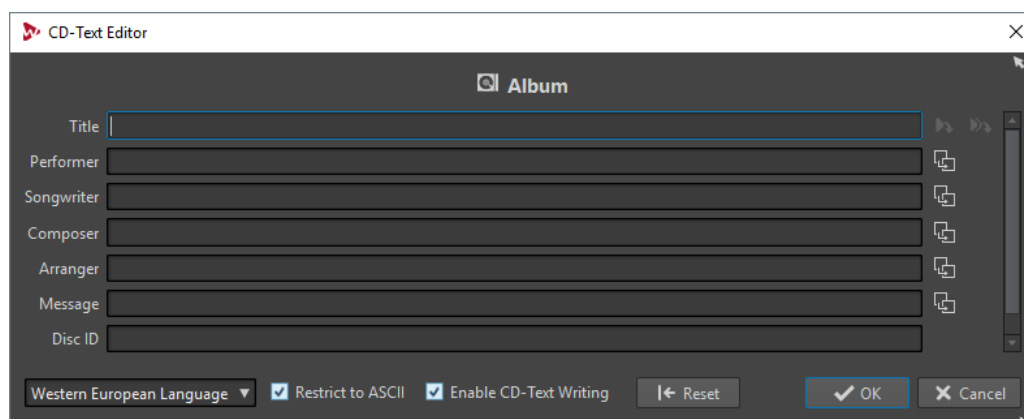 CD-Text Editor
Album
Title
Performer
Songwriter
Composer
Arranger
Message
Disc ID
Western European Language Restrict to ASCII Enable CD-Text Writing Reset OK Cancel